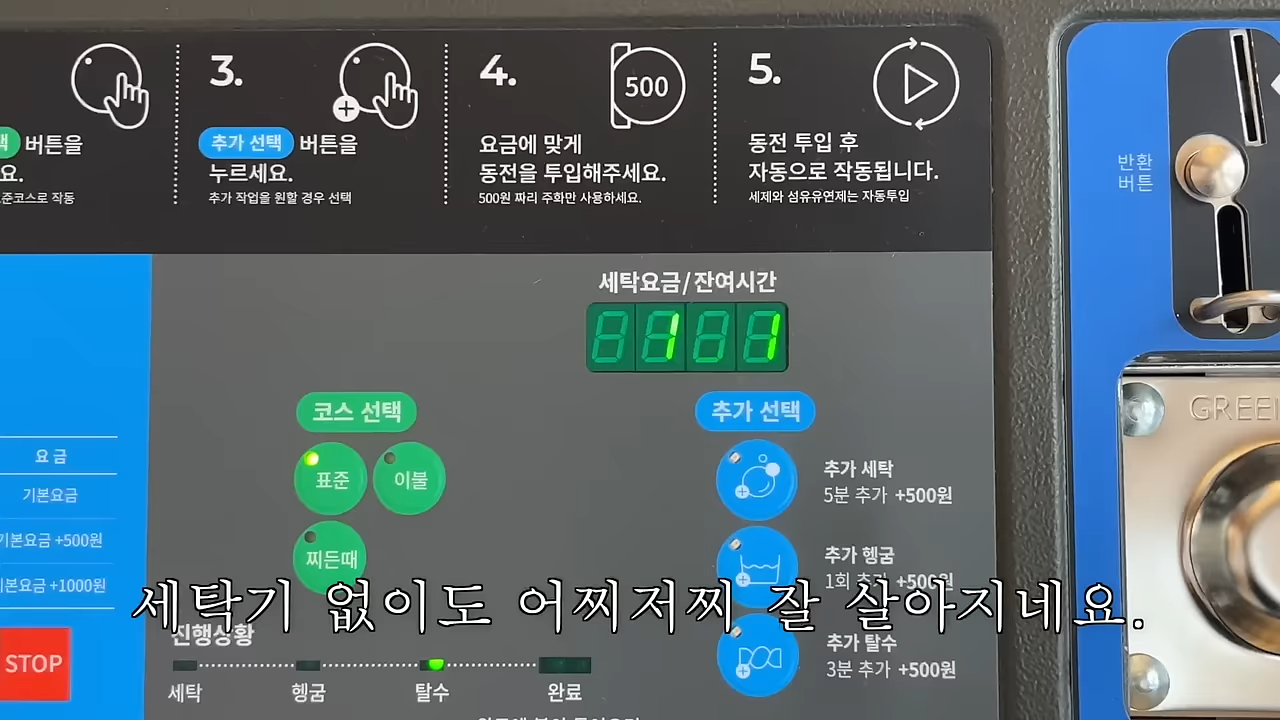 3.
4.
5.
500
버튼을
요.
준코스로 작동
추가 선택 버튼을
누르세요.
추가 작업을 원할 경우 선택
요금에 맞게
동전을 투입해주세요.
500원 짜리 주화만 사용하세요.
동전 투입 후
자동으로 작동됩니다.
세제와 섬유유연제는 자동투입
반환
버튼
세탁요금/잔여시간
1 1
코스 선택
추가 선택
표준
이불
찌든때
추가 세탁
5분 추가 +500원
추가 헹굼
1회 추가 +500원
추가 탈수
3분 추가 +500원
요금
기본요금
기본요금 +500원
기본요금 +1000원
STOP
세탁기 없이도 어찌저찌 잘 살아지네요.
진행상황
세탁
헹굼
탈수
완료